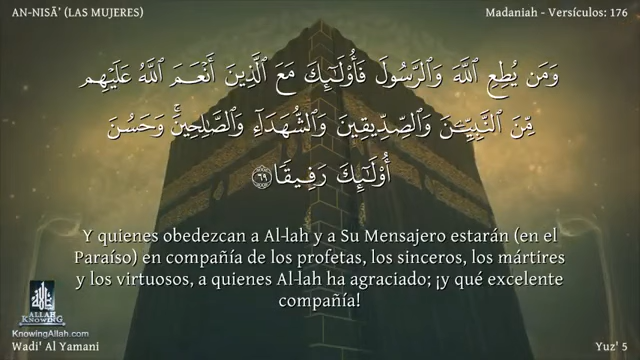 AN-NISĀ’ (LAS MUJERES)
Madaniah - Versículos: 176
وَمَن يُطِعِ ٱللَّهَ وَٱلرَّسُولَ فَأُو۟لَـٰٓئِكَ مَعَ ٱلَّذِينَ أَنْعَمَ ٱللَّهُ عَلَيْهِم
مِّنَ ٱلنَّبِيِّـۧنَ وَٱلصِّدِّيقِينَ وَٱلشُّهَدَآءِ وَٱلصَّـٰلِحِينَ ۚ وَحَسُنَ
أُو۟لَـٰٓئِكَ رَفِيقًا ٦٩
Y quienes obedezcan a Al-lah y a Su Mensajero estarán (en el
Paraíso) en compañía de los profetas, los sinceros, los mártires
y los virtuosos, a quienes Al-lah ha agraciado; ¡y qué excelente
compañía!
ALLAH
KNOWING
KnowingAllah.com
Wadi' Al Yamani
Yuz' 5